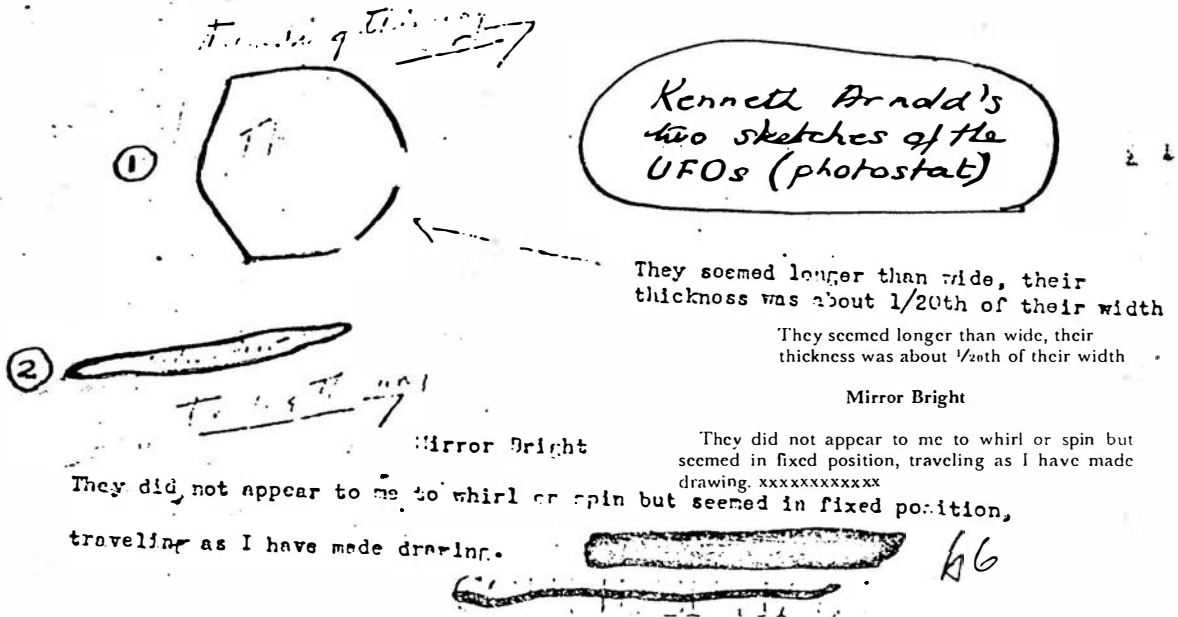 Kenneth Arnold's
two sketches of the
UFOs (photostat)
1
They soemed longer than wide, their
thicknoss was about 1/20th of their width
They seemed longer than wide, their
thickness was about 1/20th of their width
2
Mirror Bright
Mirror Bright
They did not appear to me to whirl or spin but
seemed in fixed position, traveling as I have made
drawing. xxxxxxxxxxxx
They did not appear to me to whirl or spin but seemed in fixed position,
traveling as I have made drawing.
66